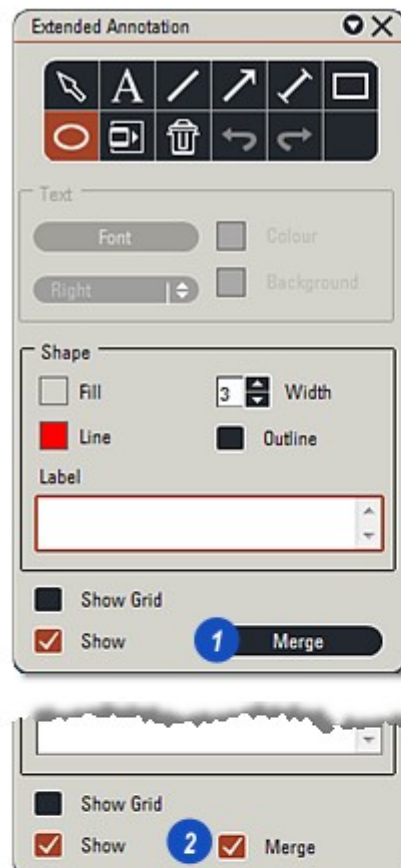 Extended Annotation
A
Text
Font Colour
Right Background
Shape
Fill 3 Width
Line Outline
Label
Show Grid
Show 1 Merge
Show Grid
Show 2 Merge